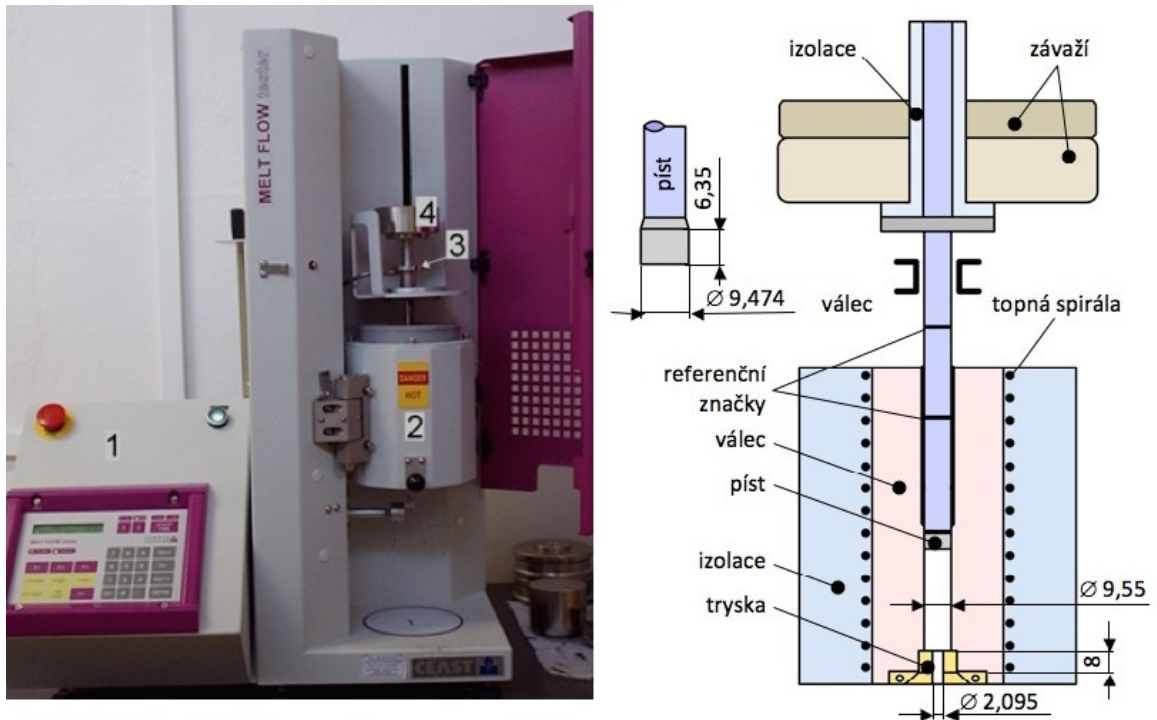 MELT FLOW tester
4
3
DANGER
HOT
2
1
CEAST
izolace
závaží
píst
6,35
∅ 9,474
válec
topná spirála
referenční
značky
válec
píst
izolace
tryska
∅ 9,55
8
∅ 2,095